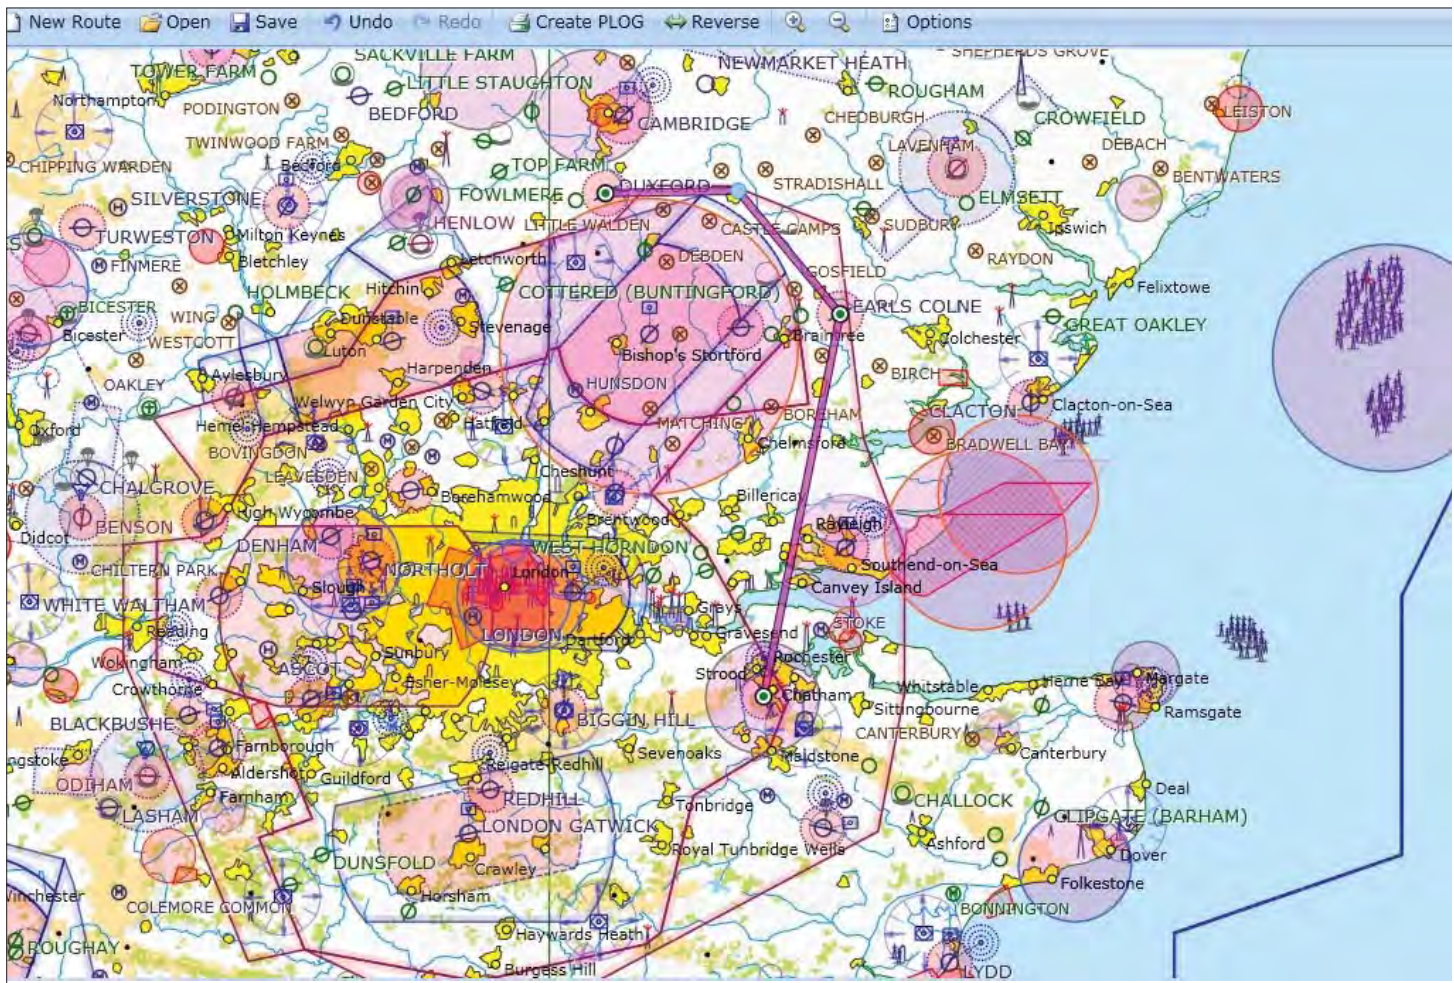 New Route Open Save Undo Redo Create PLOG Reverse Options
SACKVILLE FARM
SHEPHERDS GROVE
NEWMARKET HEATH
TOWER FARM
LITTLE STAUGHTON
ROUGHAM
Northampton
PODINGTON
BEDFORD
CAMBRIDGE
CHEDBURGH
CROWFIELD
LEISTON
TWINWOOD FARM
LAVENHAM
CHIPPING WARDEN
Bedford
TOP FARM
DEBACH
STRADISHALL
BENTWATERS
SILVERSTONE
FOWLMERE
DUXFORD
ELMSETT
HENLOW
LITTLE WALDEN
CASTLE CAMPS
SUDBURY
Ipswich
TURWESTON
Milton Keynes
Bletchley
FINMERE
Letchworth
DEBDEN
GOSFIELD
RAYDON
HOLMBECK
Hitchin
COTTERED (BUNTINGFORD)
Felixtowe
BICESTER
WING
Dunstable
Stevenage
EARLS COLNE
GREAT OAKLEY
Bicester
WESTCOTT
Luton
Bishop's Stortford
Braintree
Colchester
OAKLEY
Aylesbury
Harpenden
HUNSDON
BIRCH
Welwyn Garden City
CLACTON
Clacton-on-Sea
Oxford
Hemel Hempstead
Hatfield
MATCHING
BOREHAM
BRADWELL BAY
BOVINGDON
Chelmsford
LEAVESDEN
Cheshunt
CHALGROVE
Borehamwood
Billericay
BENSON
High Wycombe
Brentwood
Rayleigh
Didcot
DENHAM
WEST HORNDON
CHILTERN PARK
NORTHOLT
London
Southend-on-Sea
Slough
Canvey Island
WHITE WALTHAM
Grays
Reading
LONDON
Dartford
Gravesend
STOKE
Wokingham
Sunbury
Strood
Rochester
ASCOT
Crowthorne
Esher-Molesey
Chatham
Whitstable
Herne Bay
Margate
BLACKBUSHE
BIGGIN HILL
Sittingbourne
Ramsgate
CANTERBURY
Farnborough
Sevenoaks
Maidstone
Canterbury
ngstoke
Aldershot
Guildford
Reigate-Redhill
ODIHAM
Farnham
REDHILL
Tonbridge
CHALLOCK
Deal
LASHAM
LONDON GATWICK
CLIPGATE (BARHAM)
DUNSFOLD
Royal Tunbridge Wells
Ashford
Dover
Crawley
Winchester
Horsham
Folkestone
COLEMORE COMMON
BONNINGTON
Haywards Heath
ROUGHAY
Burgess Hill
LYDD